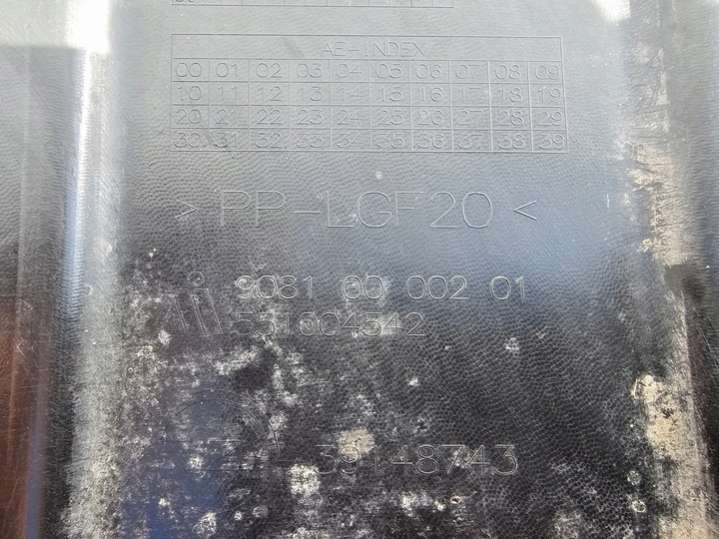 AE-INDEX
00 01 02 03 04 05 06 07 08 09
10 11 12 13 14 15 16 17 18 19
20 21 22 23 24 25 26 27 28 29
30 31 32 33 34 35 36 37 38 39
> PP-LGF20 <
9081 00 002 01
531604542
39148743